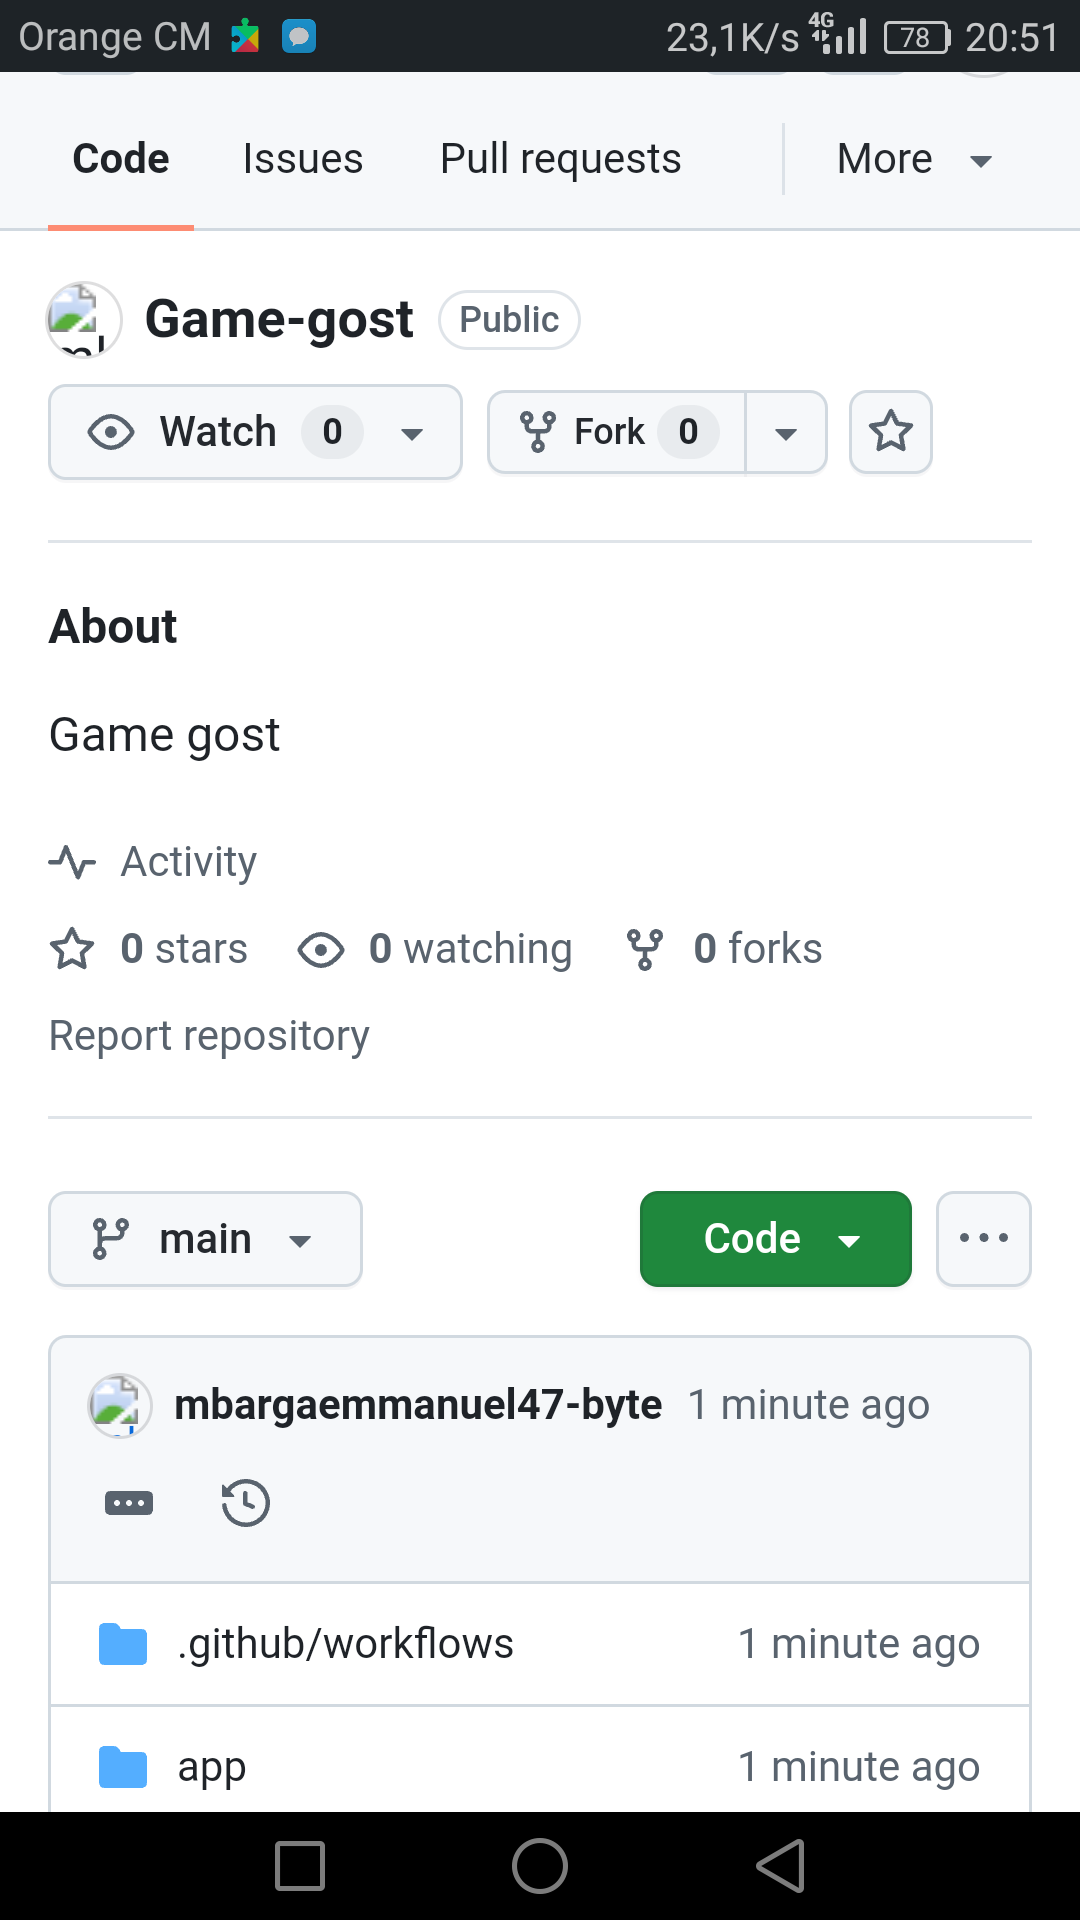 Orange CM 23,1K/s 4G 78 20:51
Code Issues Pull requests More
Game-gost Public
Watch 0 Fork 0
About
Game gost
Activity
0 stars 0 watching 0 forks
Report repository
main Code
mbargaemmanuel47-byte 1 minute ago
.github/workflows 1 minute ago
app 1 minute ago